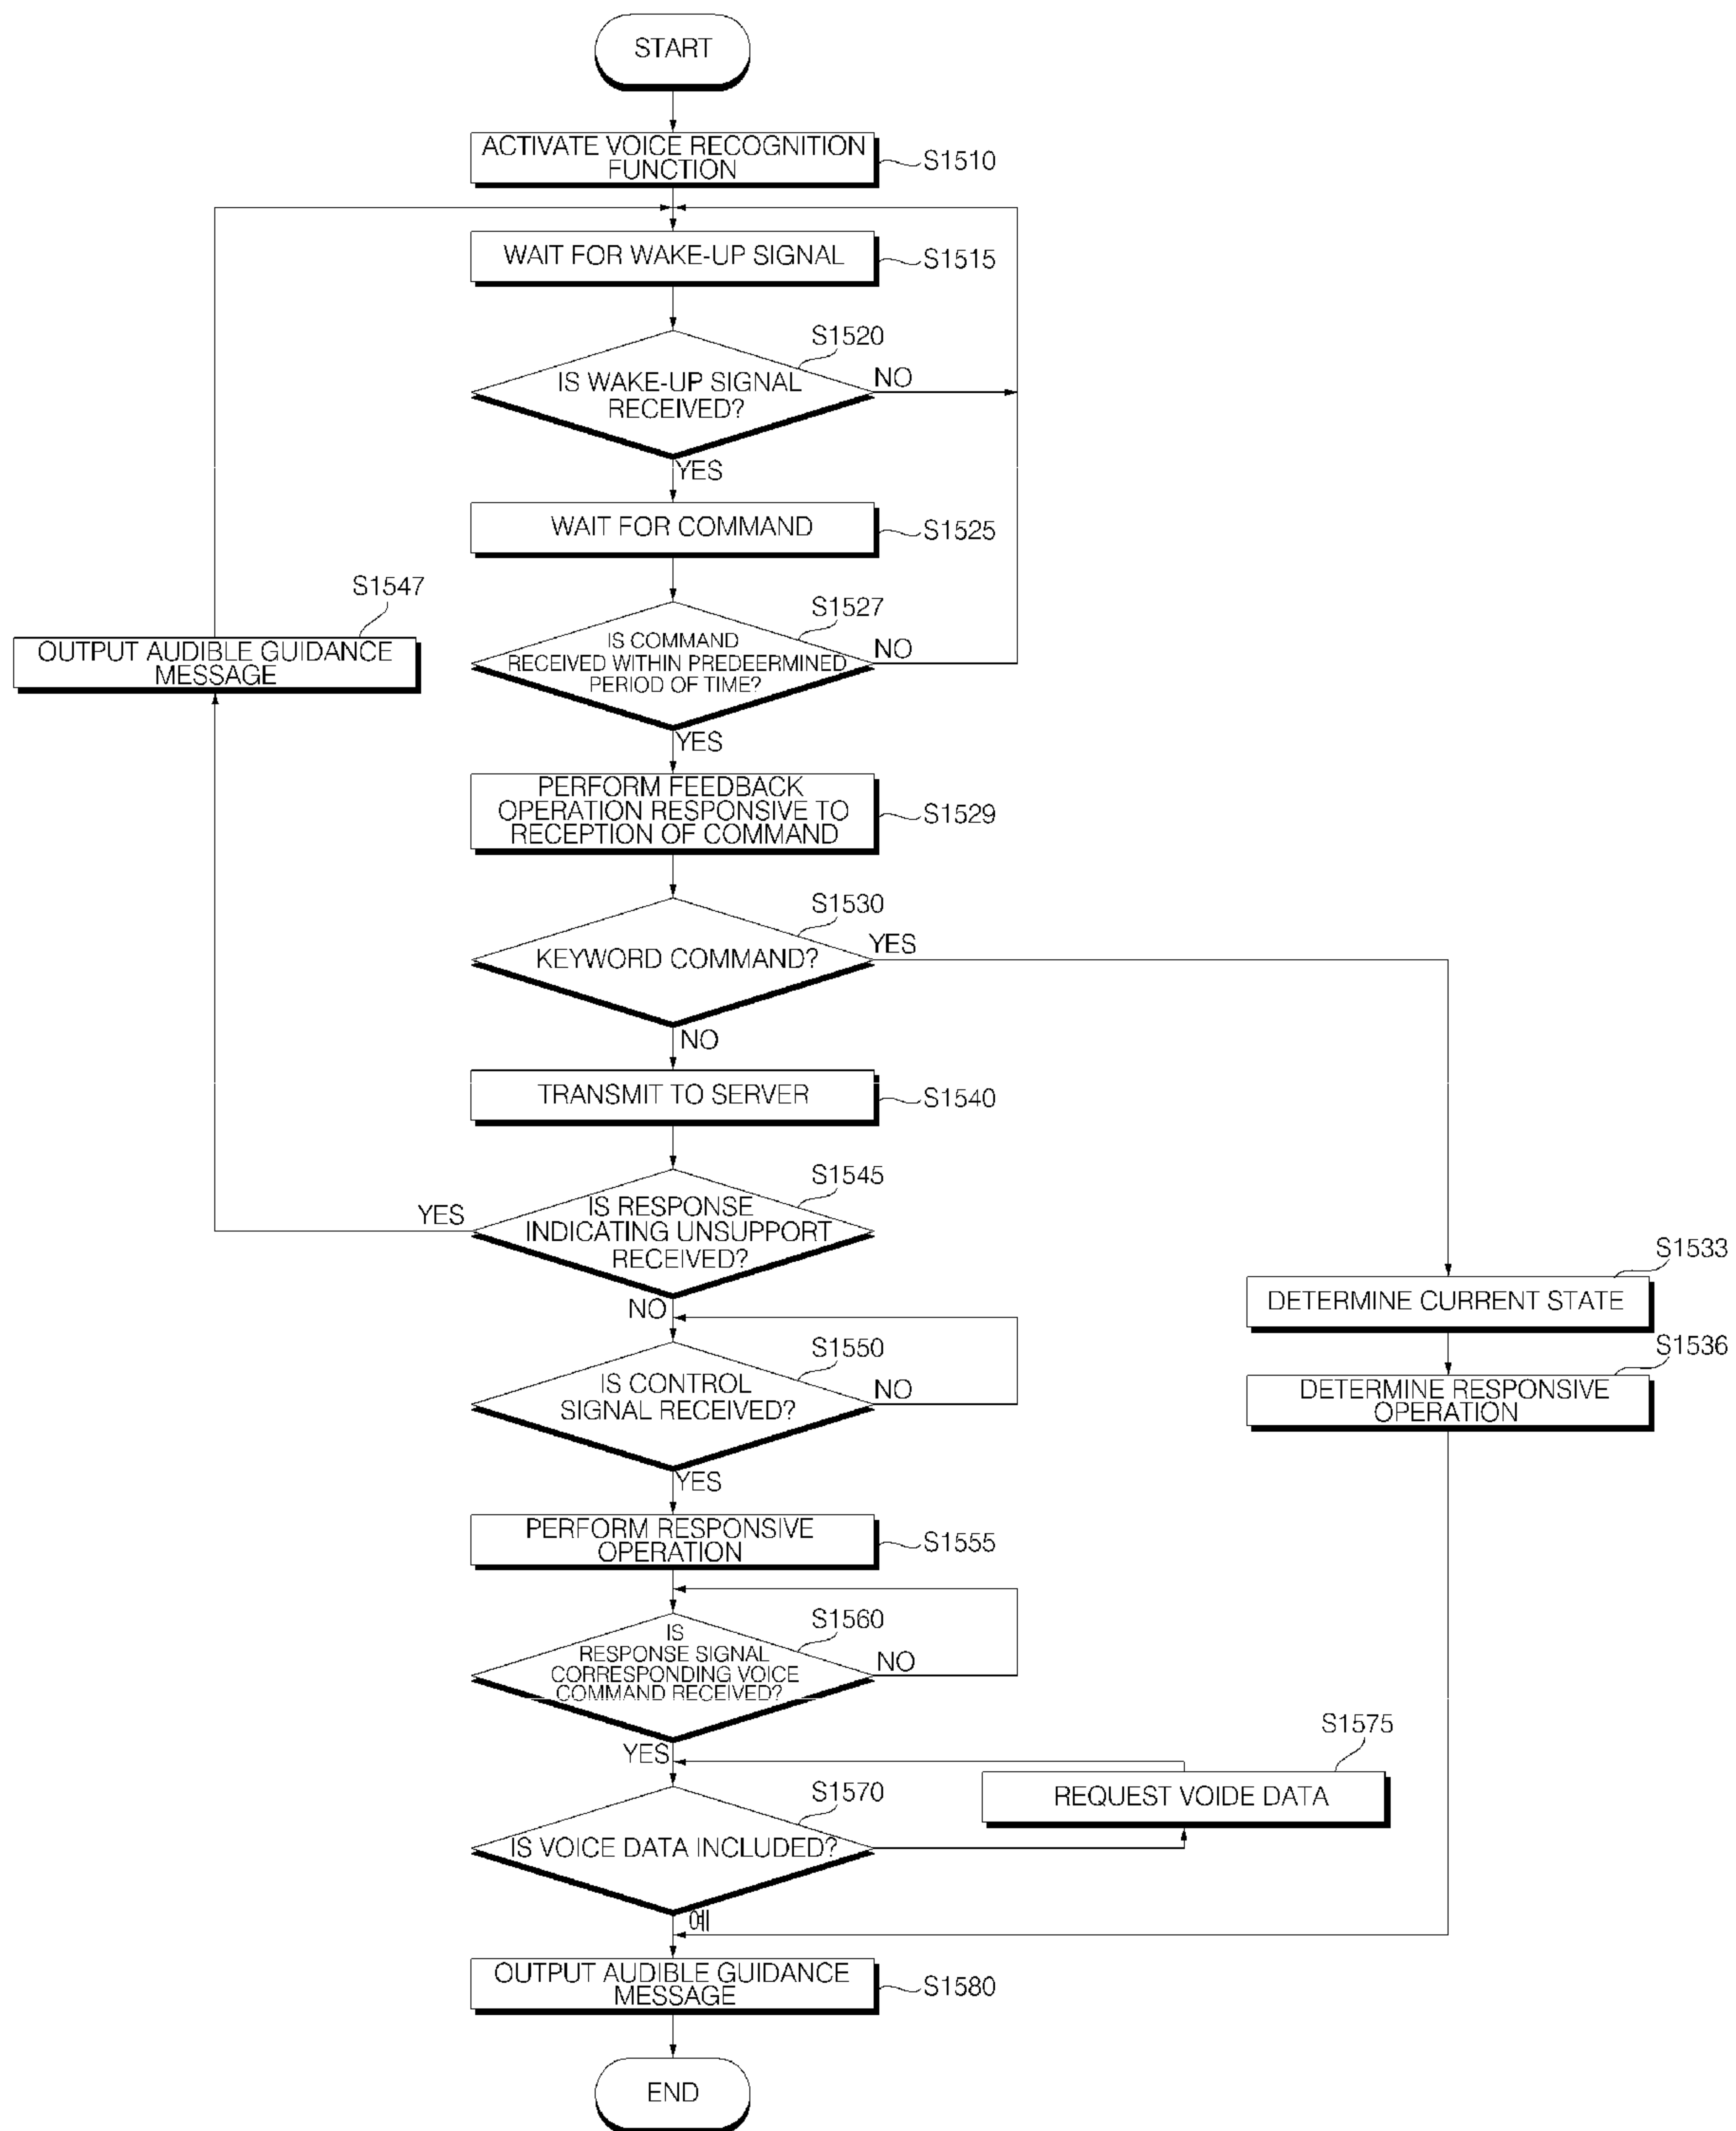 START
ACTIVATE VOICE RECOGNITION
FUNCTION
S1510
WAIT FOR WAKE-UP SIGNAL
S1515
S1520
IS WAKE-UP SIGNAL
RECEIVED?
NO
YES
WAIT FOR COMMAND
S1525
S1547
OUTPUT AUDIBLE GUIDANCE
MESSAGE
S1527
IS COMMAND
RECEIVED WITHIN PREDEERMINED
PERIOD OF TIME?
NO
YES
PERFORM FEEDBACK
OPERATION RESPONSIVE TO
RECEPTION OF COMMAND
S1529
S1530
KEYWORD COMMAND?
YES
NO
TRANSMIT TO SERVER
S1540
S1545
IS RESPONSE
INDICATING UNSUPPORT
RECEIVED?
YES
NO
S1533
DETERMINE CURRENT STATE
S1536
DETERMINE RESPONSIVE
OPERATION
S1550
IS CONTROL
SIGNAL RECEIVED?
NO
YES
PERFORM RESPONSIVE
OPERATION
S1555
S1560
IS
RESPONSE SIGNAL
CORRESPONDING VOICE
COMMAND RECEIVED?
NO
YES
S1575
REQUEST VOIDE DATA
S1570
IS VOICE DATA INCLUDED?
예
OUTPUT AUDIBLE GUIDANCE
MESSAGE
S1580
END